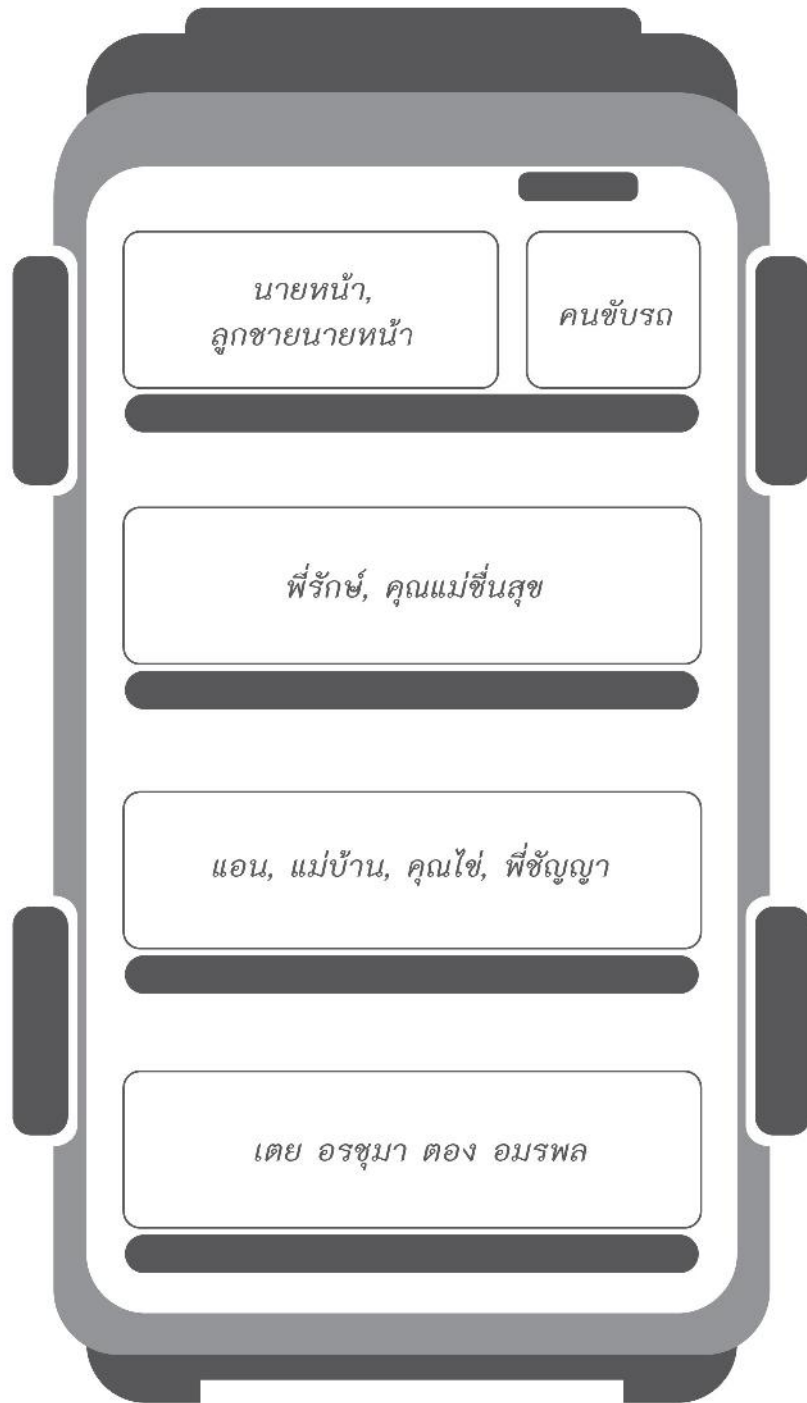 นายหน้า,
ลูกชายนายหน้า
คนขับรถ
พี่รักษ์, คุณแม่ชื่นสุข
แอน, แม่บ้าน, คุณไข่, พี่ชัญญา
เตย อรชุมา ตอง อมรพล